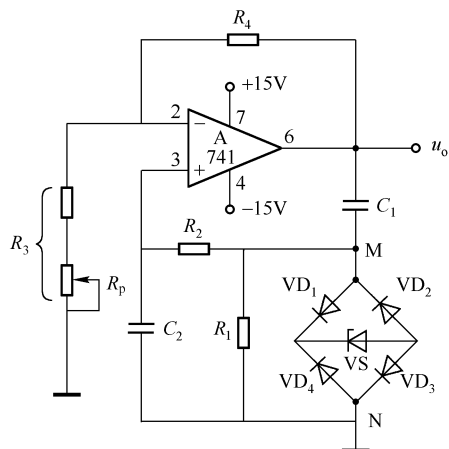 R₄
+15V
2
−
7
A
741
6
uₒ
3
+
4
−15V
C₁
R₂
M
R₃
Rₚ
VD₁
VD₂
C₂
R₁
VS
VD₄
VD₃
N